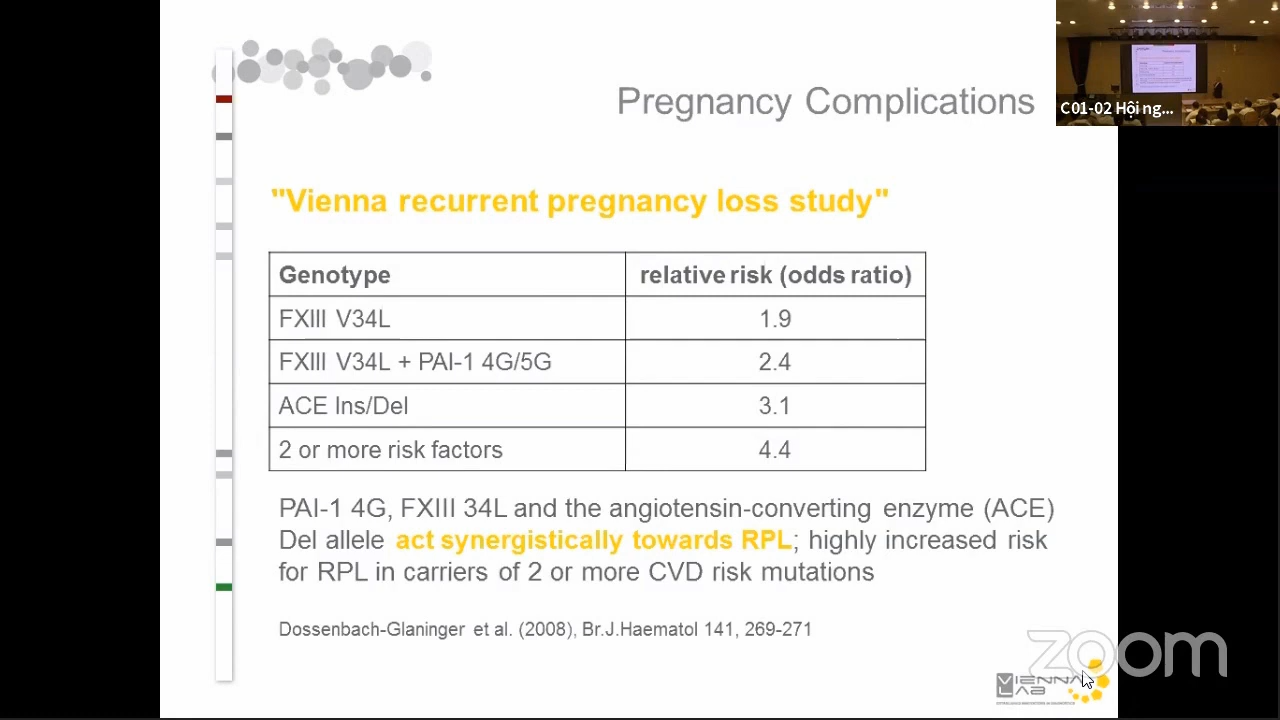 Pregnancy Complications
C01-02 Hội ng...
"Vienna recurrent pregnancy loss study"
Genotype relative risk (odds ratio)
FXIII V34L 1.9
FXIII V34L + PAI-1 4G/5G 2.4
ACE Ins/Del 3.1
2 or more risk factors 4.4
PAI-1 4G, FXIII 34L and the angiotensin-converting enzyme (ACE)
Del allele act synergistically towards RPL; highly increased risk
for RPL in carriers of 2 or more CVD risk mutations
Dossenbach-Glaninger et al. (2008), Br.J.Haematol 141, 269-271
zoom
VIENNA
LAB